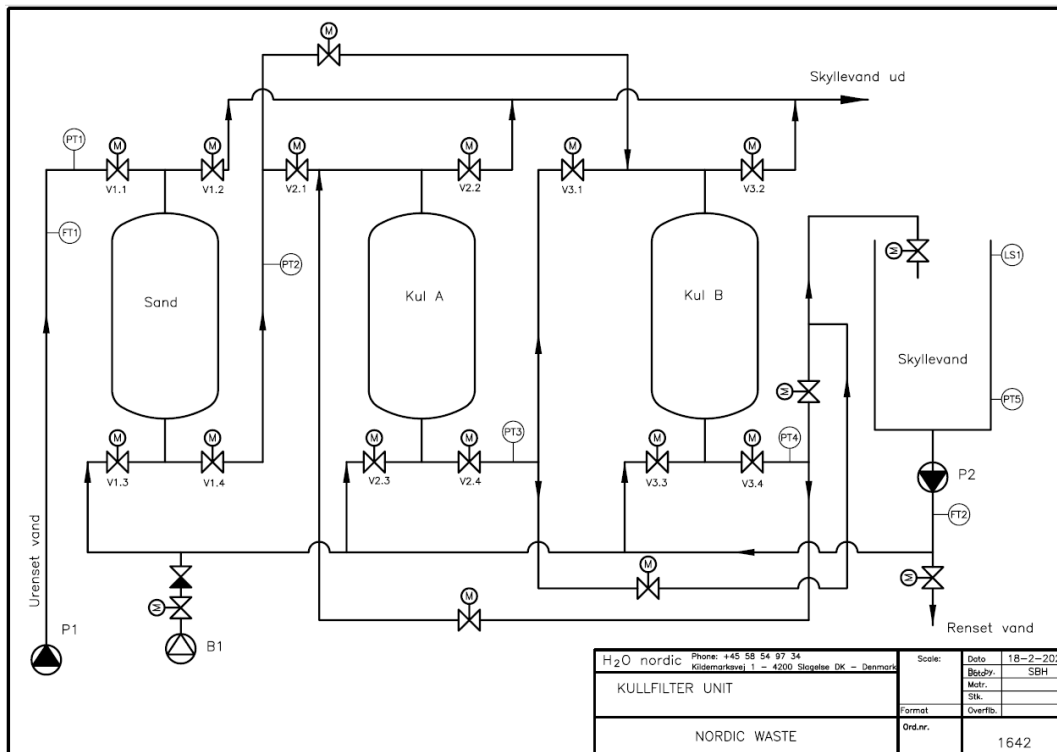 M
Skyllevand ud
PT1
M
M
M
M
M
M
V1.1
V1.2
V2.1
V2.2
V3.1
V3.2
FT1
PT2
M
LS1
Sand
Kul A
Kul B
Skyllevand
M
PT5
M
M
M
M
PT3
M
M
PT4
P2
V1.3
V1.4
V2.3
V2.4
V3.3
V3.4
FT2
Urenset vand
M
M
M
M
P1
B1
Renset vand
H2O nordic
Phone: +45 58 54 97 34
Kildemarksvej 1 - 4200 Slagelse DK - Denmark
Scale:
Dato
18-2-202
SBH
KULLFILTER UNIT
Matr.
Stk.
Format
Overflb.
NORDIC WASTE
Ord.nr.
1642